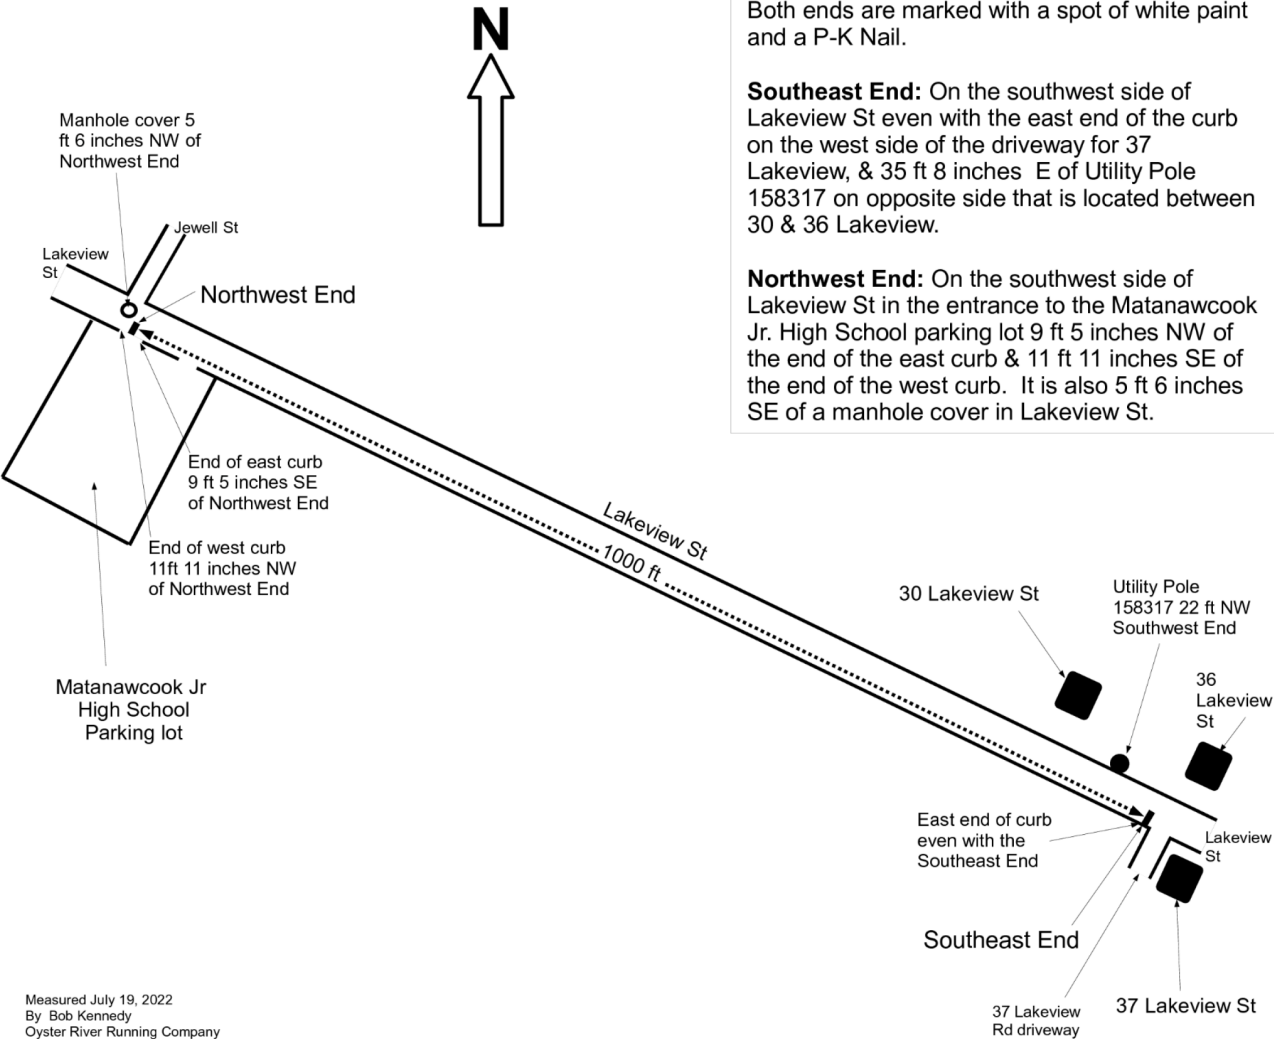 N
Both ends are marked with a spot of white paint
and a P-K Nail.
Southeast End: On the southwest side of
Lakeview St even with the east end of the curb
on the west side of the driveway for 37
Lakeview, & 35 ft 8 inches  E of Utility Pole
158317 on opposite side that is located between
30 & 36 Lakeview.
Northwest End: On the southwest side of
Lakeview St in the entrance to the Matanawcook
Jr. High School parking lot 9 ft 5 inches NW of
the end of the east curb & 11 ft 11 inches SE of
the end of the west curb.  It is also 5 ft 6 inches
SE of a manhole cover in Lakeview St.
Manhole cover 5
ft 6 inches NW of
Northwest End
Jewell St
Lakeview
St
Northwest End
End of east curb
9 ft 5 inches SE
of Northwest End
End of west curb
11ft 11 inches NW
of Northwest End
Matanawcook Jr
High School
Parking lot
Lakeview St
1000 ft
30 Lakeview St
Utility Pole
158317 22 ft NW
Southwest End
36
Lakeview
St
East end of curb
even with the
Southeast End
Lakeview
St
Southeast End
37 Lakeview
Rd driveway
37 Lakeview St
Measured July 19, 2022
By  Bob Kennedy
Oyster River Running Company